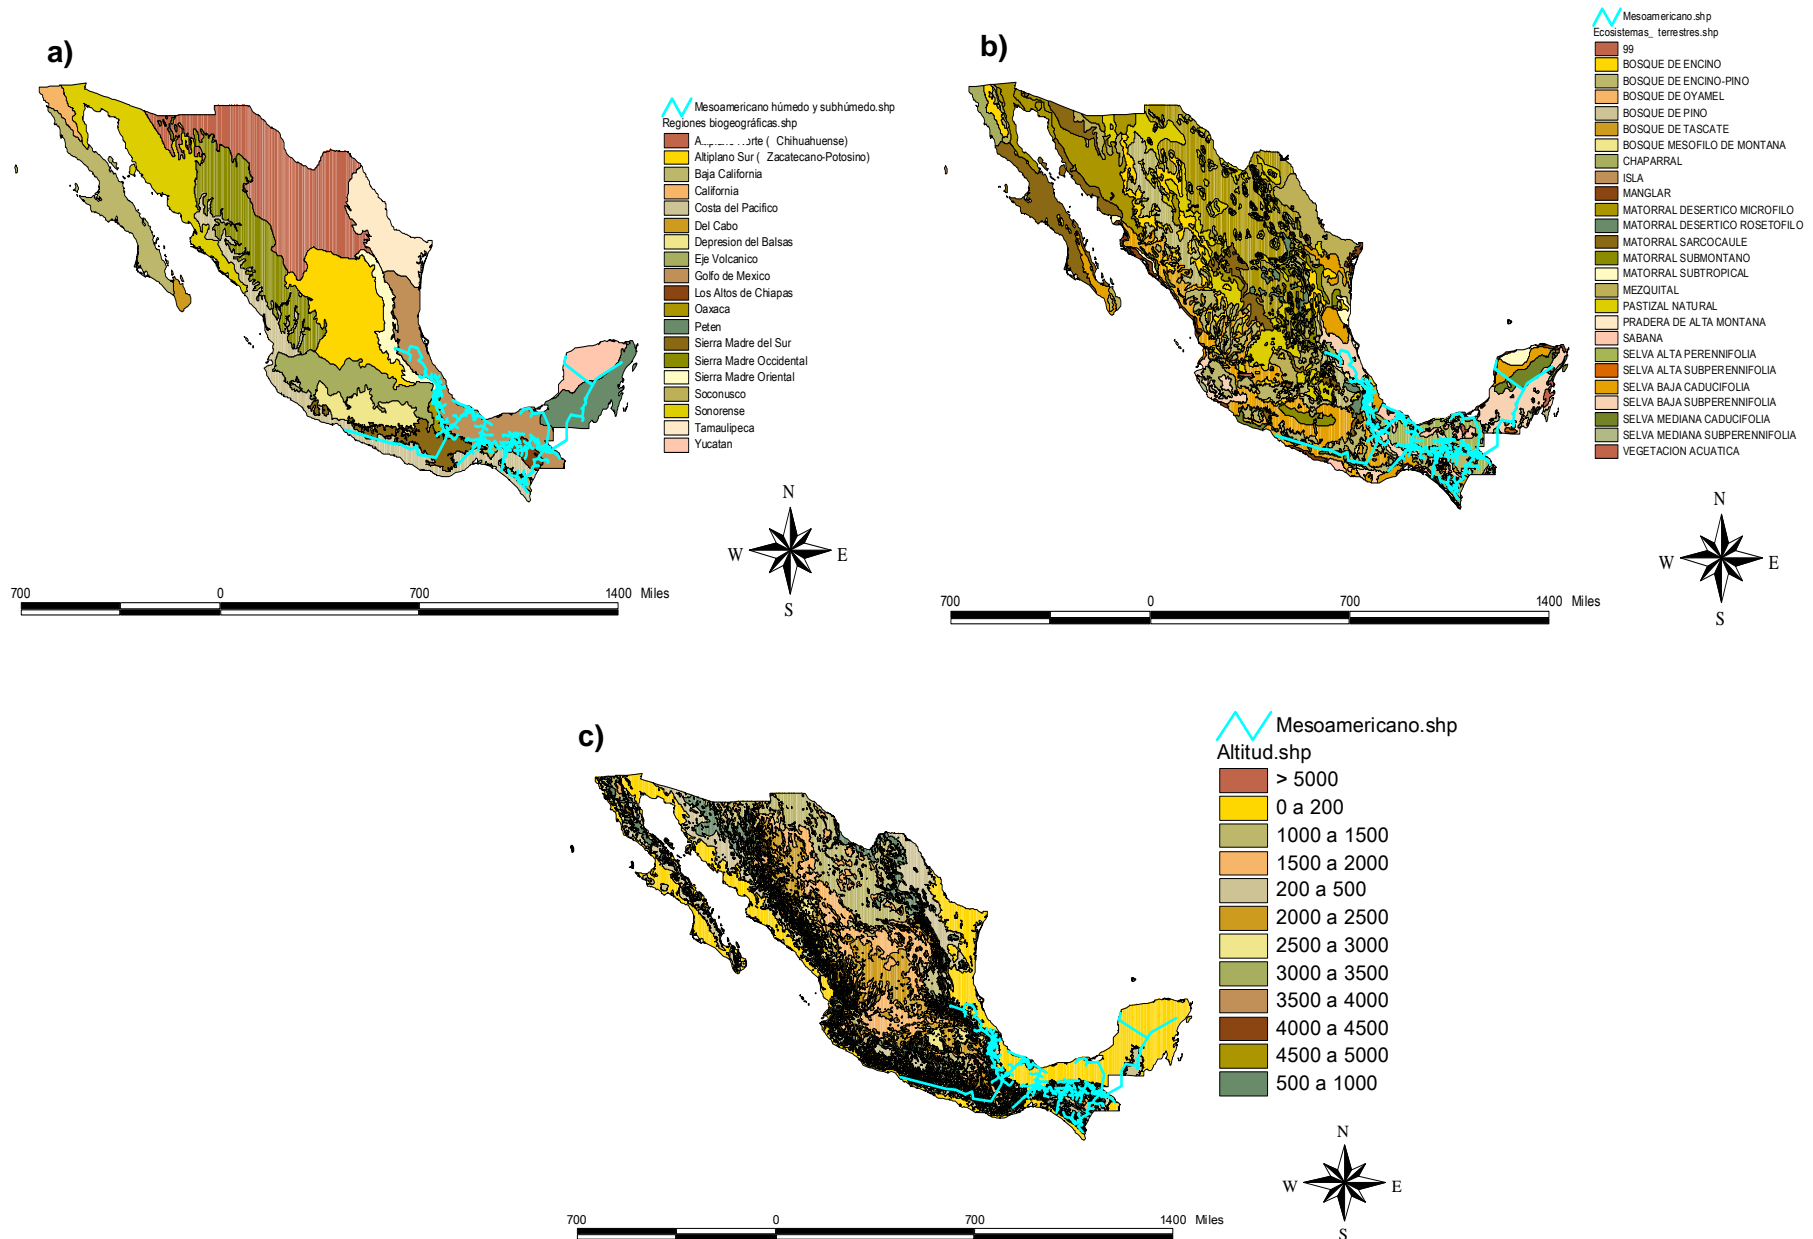 a)
Mesoamericano húmedo y subhúmedo.shp
Regiones biogeográficas.shp
( Chihuahuense)
Altiplano Sur ( Zacatecano-Potosino)
Baja California
California
Costa del Pacifico
Del Cabo
Depresion del Balsas
Eje Volcanico
Golfo de Mexico
Los Altos de Chiapas
Oaxaca
Peten
Sierra Madre del Sur
Sierra Madre Occidental
Sierra Madre Oriental
Soconusco
Sonorense
Tamaulipeca
Yucatan
N
W E
S
700 0 700 1400 Miles
b)
Mesoamericano.shp
Ecosistemas_ terrestres.shp
99
BOSQUE DE ENCINO
BOSQUE DE ENCINO-PINO
BOSQUE DE OYAMEL
BOSQUE DE PINO
BOSQUE DE TASCATE
BOSQUE MESOFILO DE MONTANA
CHAPARRAL
ISLA
MANGLAR
MATORRAL DESERTICO MICROFILO
MATORRAL DESERTICO ROSETOFILO
MATORRAL SARCOCAULE
MATORRAL SUBMONTANO
MATORRAL SUBTROPICAL
MEZQUITAL
PASTIZAL NATURAL
PRADERA DE ALTA MONTANA
SABANA
SELVA ALTA PERENNIFOLIA
SELVA ALTA SUBPERENNIFOLIA
SELVA BAJA CADUCIFOLIA
SELVA BAJA SUBPERENNIFOLIA
SELVA MEDIANA CADUCIFOLIA
SELVA MEDIANA SUBPERENNIFOLIA
VEGETACION ACUATICA
N
W E
S
700 0 700 1400 Miles
c)
Mesoamericano.shp
Altitud.shp
> 5000
0 a 200
1000 a 1500
1500 a 2000
200 a 500
2000 a 2500
2500 a 3000
3000 a 3500
3500 a 4000
4000 a 4500
4500 a 5000
500 a 1000
N
W E
S
700 0 700 1400 Miles